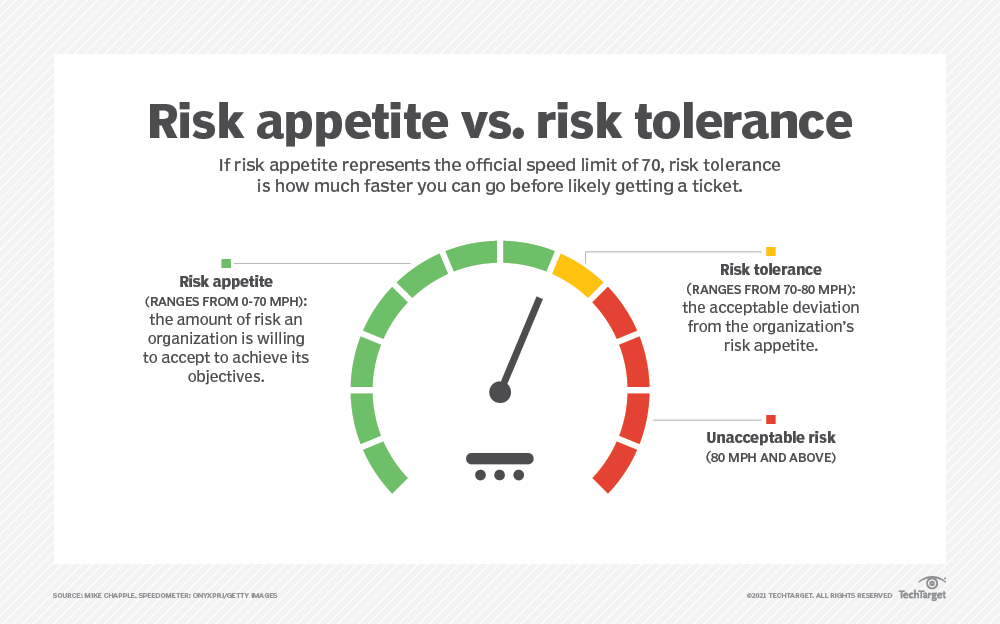 Risk appetite vs. risk tolerance
If risk appetite represents the official speed limit of 70, risk tolerance
is how much faster you can go before likely getting a ticket.
Risk appetite
(RANGES FROM 0-70 MPH):
the amount of risk an
organization is willing
to accept to achieve its
objectives.
Risk tolerance
(RANGES FROM 70-80 MPH):
the acceptable deviation
from the organization's
risk appetite.
Unacceptable risk
(80 MPH AND ABOVE)
SOURCE: MIKE CHAPPLE. SPEEDOMETER: ONYXPRJ/GETTY IMAGES
©2021 TECHTARGET. ALL RIGHTS RESERVED
TechTarget